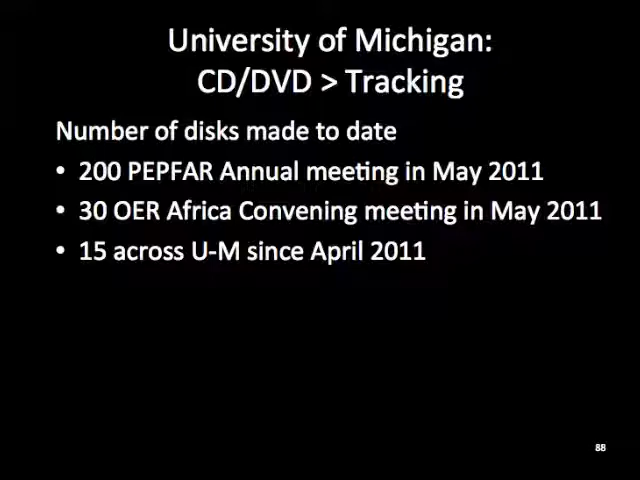 University of Michigan:
CD/DVD > Tracking
Number of disks made to date
• 200 PEPFAR Annual meeting in May 2011
• 30 OER Africa Convening meeting in May 2011
• 15 across U-M since April 2011
88